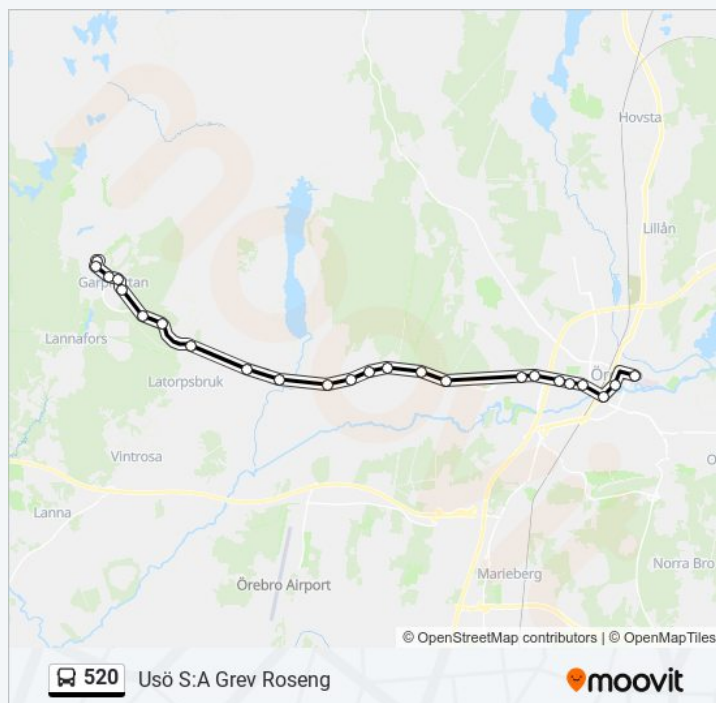 Hovsta
Lillån
Garphyttan
Lannafors
Latorpsbruk
Ör
Vintrosa
Lanna
Örebro Airport
Marieberg
Norra Bro
O
© OpenStreetMap contributors | © OpenMapTiles
520 Usö S:A Grev Roseng
moovit